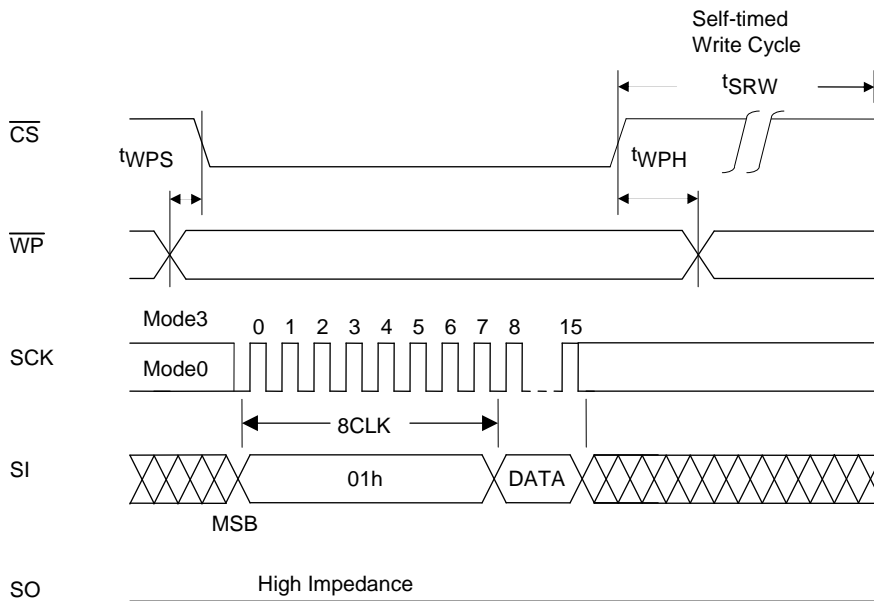 Self-timed
Write Cycle
tSRW
CS
tWPS
tWPH
WP
Mode3
0 1 2 3 4 5 6 7 8 15
SCK
Mode0
8CLK
SI
01h
DATA
MSB
High Impedance
SO